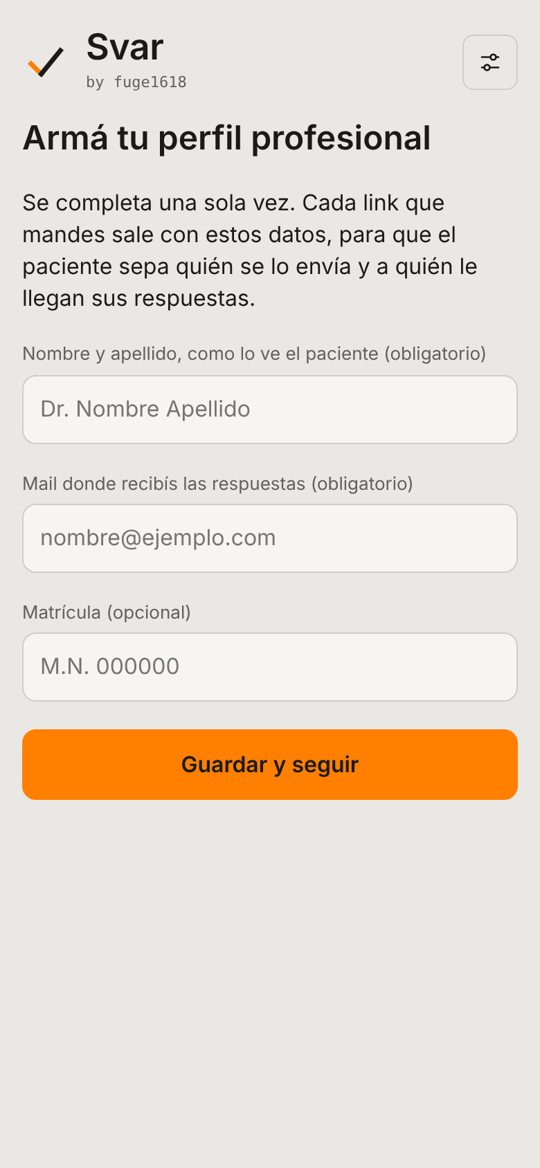 Svar
by fuge1618
Armá tu perfil profesional
Se completa una sola vez. Cada link que
mandes sale con estos datos, para que el
paciente sepa quién se lo envía y a quién le
llegan sus respuestas.
Nombre y apellido, como lo ve el paciente (obligatorio)
Dr. Nombre Apellido
Mail donde recibís las respuestas (obligatorio)
nombre@ejemplo.com
Matrícula (opcional)
M.N. 000000
Guardar y seguir